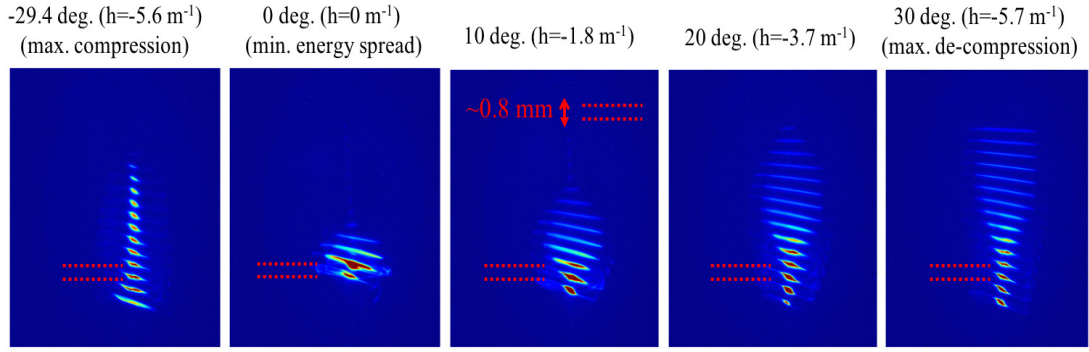 -29.4 deg. (h=-5.6 m⁻¹)
(max. compression)
0 deg. (h=0 m⁻¹)
(min. energy spread)
10 deg. (h=-1.8 m⁻¹)
20 deg. (h=-3.7 m⁻¹)
30 deg. (h=-5.7 m⁻¹)
(max. de-compression)
~0.8 mm